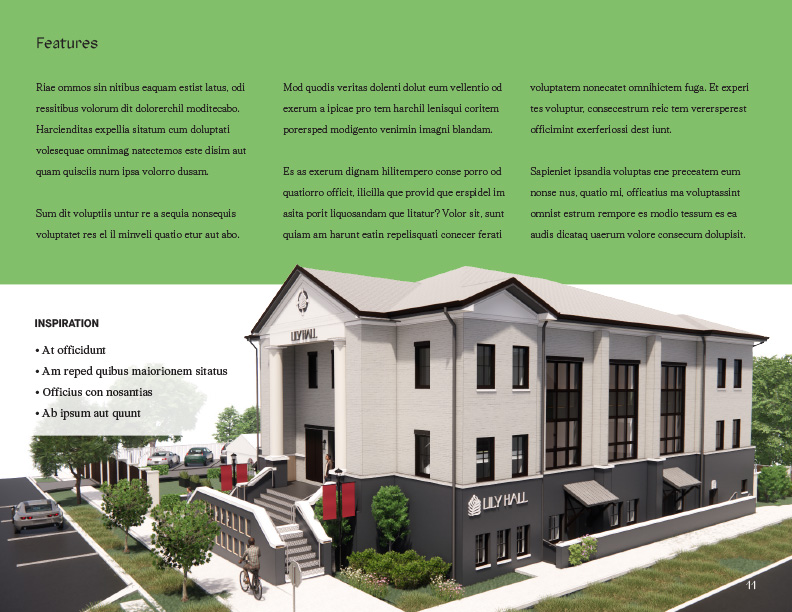 Features
Riae ommos sin nitibus eaquam estist latus, odi
ressitibus volorum dit dolorerchil moditecabo.
Harcienditas expellia sitatum cum doluptati
volesequae omnimag natectemos este disim aut
quam quisciis num ipsa volorro dusam.
Sum dit voluptiis untur re a sequia nonsequis
voluptatet res el il minveli quatio etur aut abo.
Mod quodis veritas dolenti dolut eum vellentio od
exerum a ipicae pro tem harchil lenisqui coritem
porersped modigento venimin imagni blandam.
Es as exerum dignam hilitempero conse porro od
quatiorro officit, ilicilla que provid que erspidel im
asita porit liquosandam que litatur? Volor sit, sunt
quiam am harunt eatin repelisquati conecer ferati
voluptatem nonecatet omnihictem fuga. Et experi
tes voluptur, consecestrum reic tem verersperest
officimint exerferiossi dest iunt.
Sapieniet ipsandia voluptas ene preceatem eum
nonse nus, quatio mi, officatius ma voluptassint
omnist estrum rempore es modio tessum es ea
audis dicataq uaerum volore consecum dolupisit.
INSPIRATION
• At officidunt
• Am reped quibus maiorionem sitatus
• Officius con nosantias
• Ab ipsum aut quunt
LILY HALL
LILY HALL
11